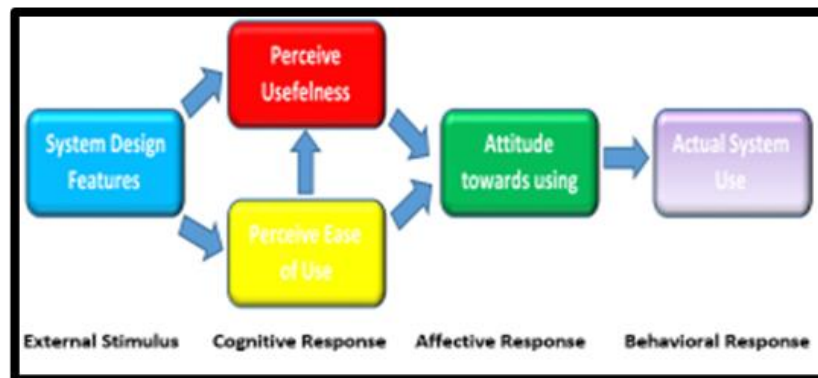 Perceive
Usefelness
System Design
Features
Attitude
towards using
Actual System
Use
Perceive Ease
of Use
External Stimulus
Cognitive Response
Affective Response
Behavioral Response